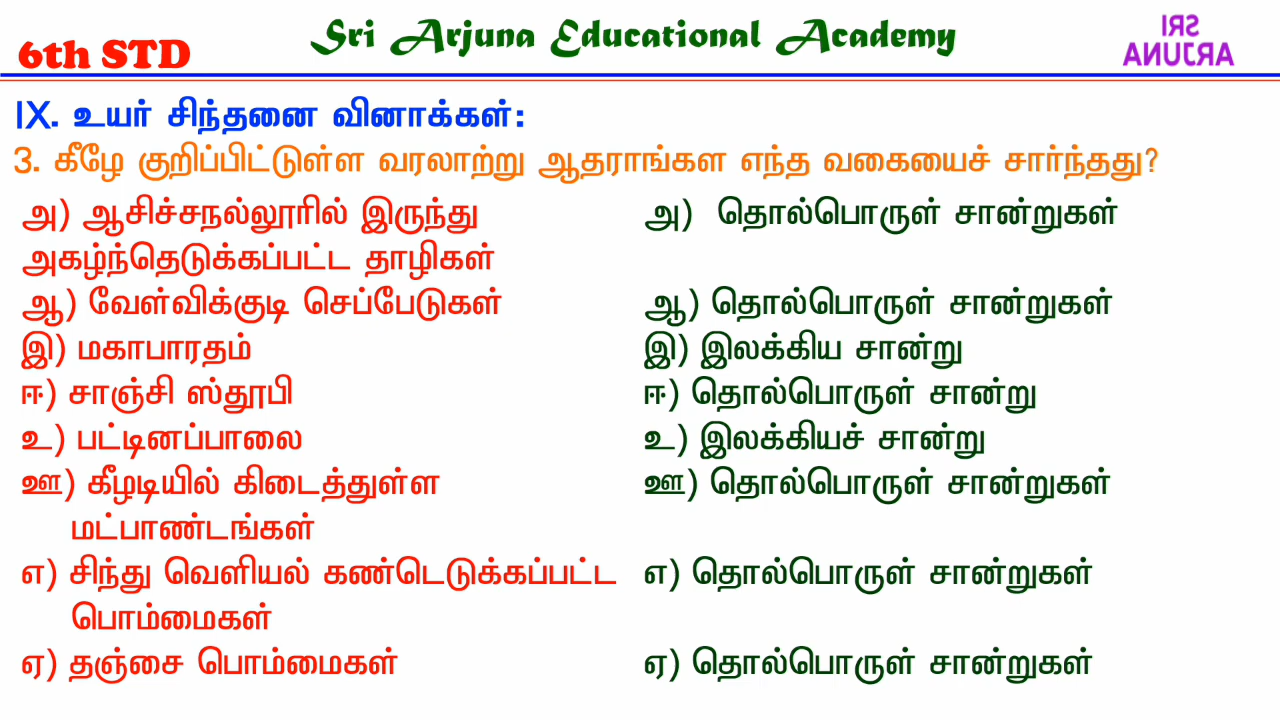 6th STD
Sri Arjuna Educational Academy
SRI
ARJUNA
IX. உயர் சிந்தனை வினாக்கள்:
3. கீழே குறிப்பிட்டுள்ள வரலாற்று ஆதராங்கள எந்த வகையைச் சார்ந்தது?
அ) ஆசிச்சநல்லூரில் இருந்து
அகழ்ந்தெடுக்கப்பட்ட தாழிகள்
அ) தொல்பொருள் சான்றுகள்
ஆ) வேள்விக்குடி செப்பேடுகள்
ஆ) தொல்பொருள் சான்றுகள்
இ) மகாபாரதம்
இ) இலக்கிய சான்று
ஈ) சாஞ்சி ஸ்தூபி
ஈ) தொல்பொருள் சான்று
உ) பட்டினப்பாலை
உ) இலக்கியச் சான்று
ஊ) கீழடியில் கிடைத்துள்ள
மட்பாண்டங்கள்
ஊ) தொல்பொருள் சான்றுகள்
எ) சிந்து வெளியல் கண்டெடுக்கப்பட்ட
பொம்மைகள்
எ) தொல்பொருள் சான்றுகள்
ஏ) தஞ்சை பொம்மைகள்
ஏ) தொல்பொருள் சான்றுகள்